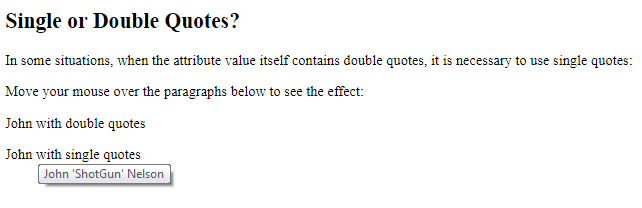 Single or Double Quotes?
In some situations, when the attribute value itself contains double quotes, it is necessary to use single quotes:
Move your mouse over the paragraphs below to see the effect:
John with double quotes
John with single quotes
John 'ShotGun' Nelson